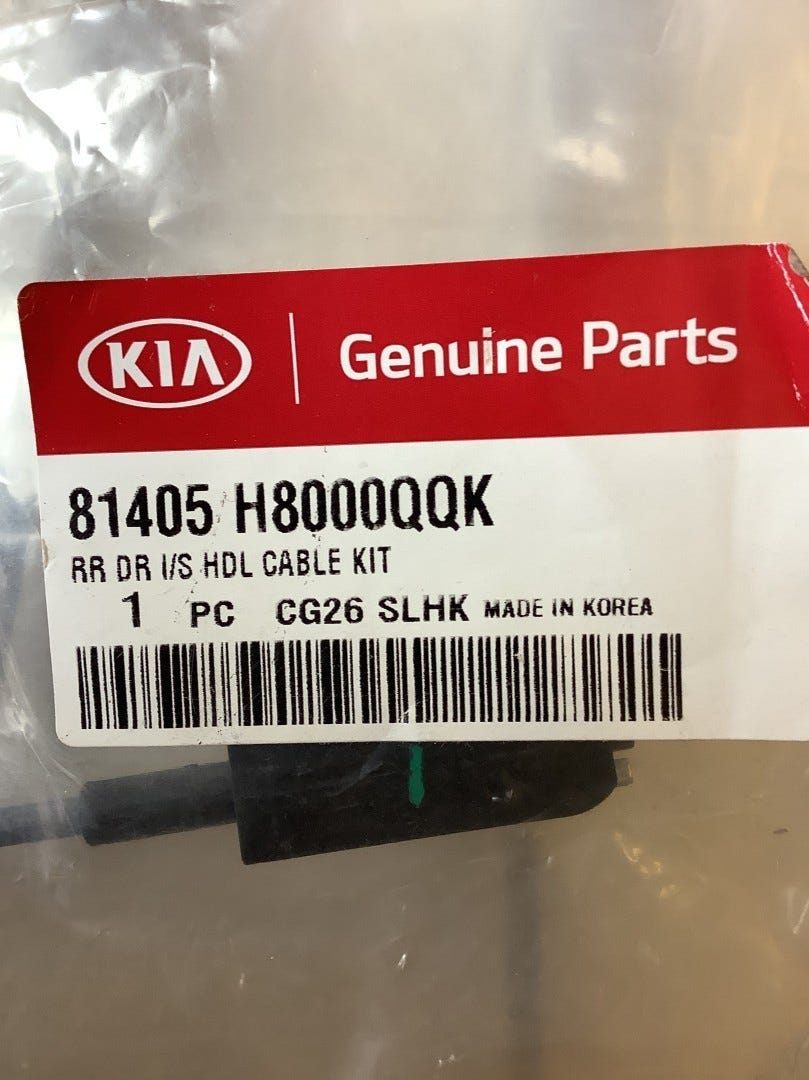 KIA Genuine Parts
81405 H8000QQK
RR DR I/S HDL CABLE KIT
1 PC CG26 SLHK MADE IN KOREA